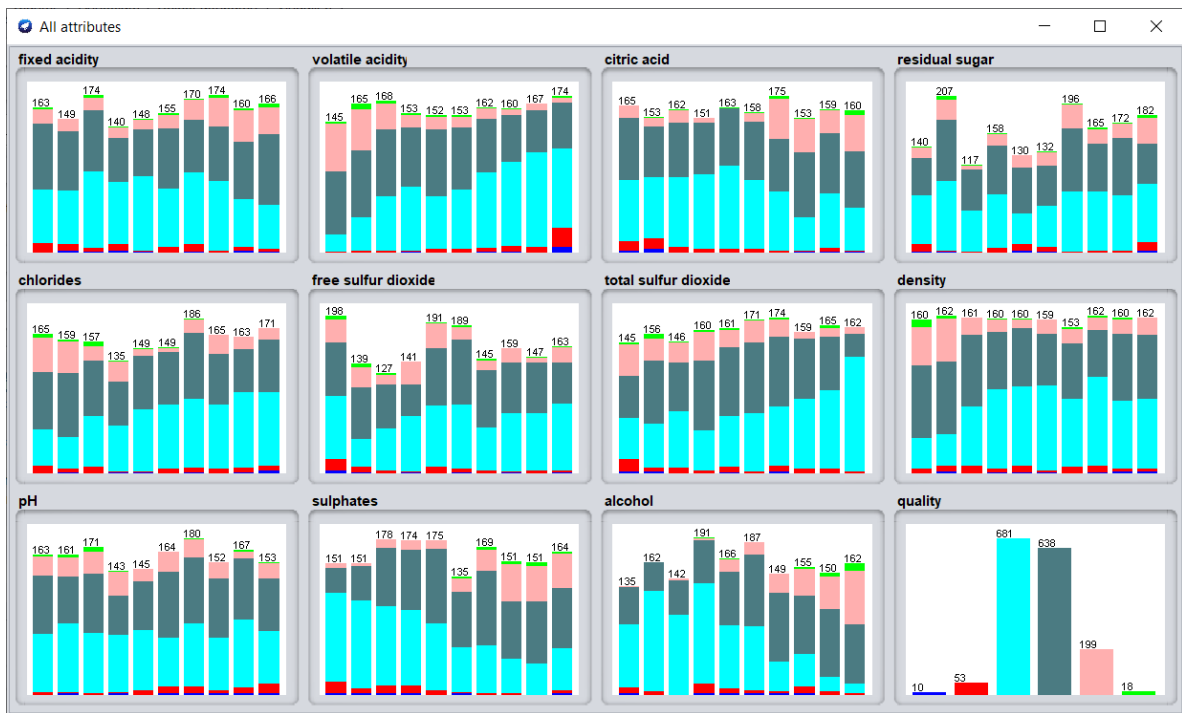 All attributes
fixed acidity
163 149 174 140 148 155 170 174 160 166
volatile acidity
145 165 168 153 152 153 162 160 167 174
citric acid
165 153 162 151 163 158 175 153 159 160
residual sugar
140 207 117 158 130 132 196 165 172 182
chlorides
165 159 157 135 149 149 186 165 163 171
free sulfur dioxide
198 139 127 141 191 189 145 159 147 163
total sulfur dioxide
145 156 146 160 161 171 174 159 165 162
density
160 162 161 160 160 159 153 162 160 162
pH
163 161 171 143 145 164 180 152 167 153
sulphates
151 151 178 174 175 135 169 151 151 164
alcohol
135 162 142 191 166 187 149 155 150 162
quality
10 53 681 638 199 18